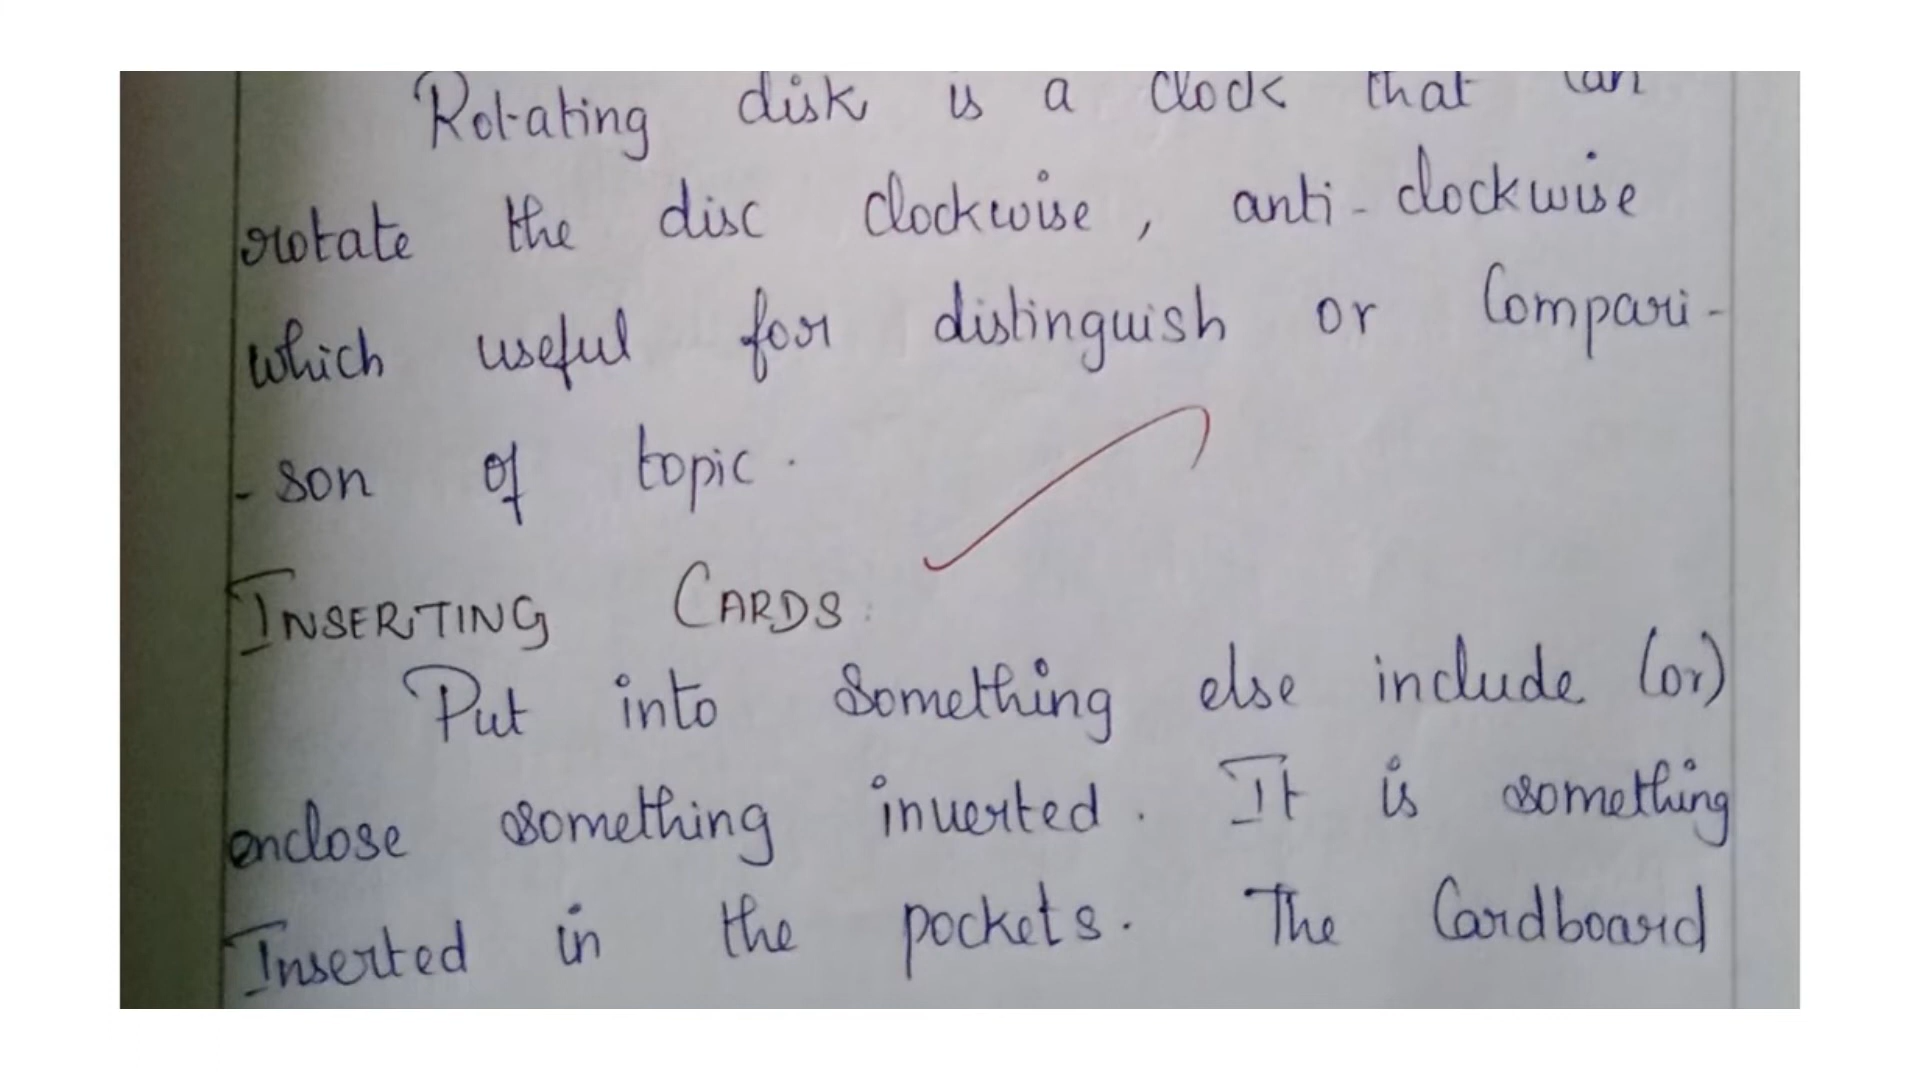 Rotating disk is a clock that can
rotate the disc clockwise, anti-clockwise
which useful for distinguish or Compari-
-son of topic.
INSERTING CARDS:
Put into Something else include (or)
enclose something inverted. It is something
Inserted in the pockets. The Cardboard